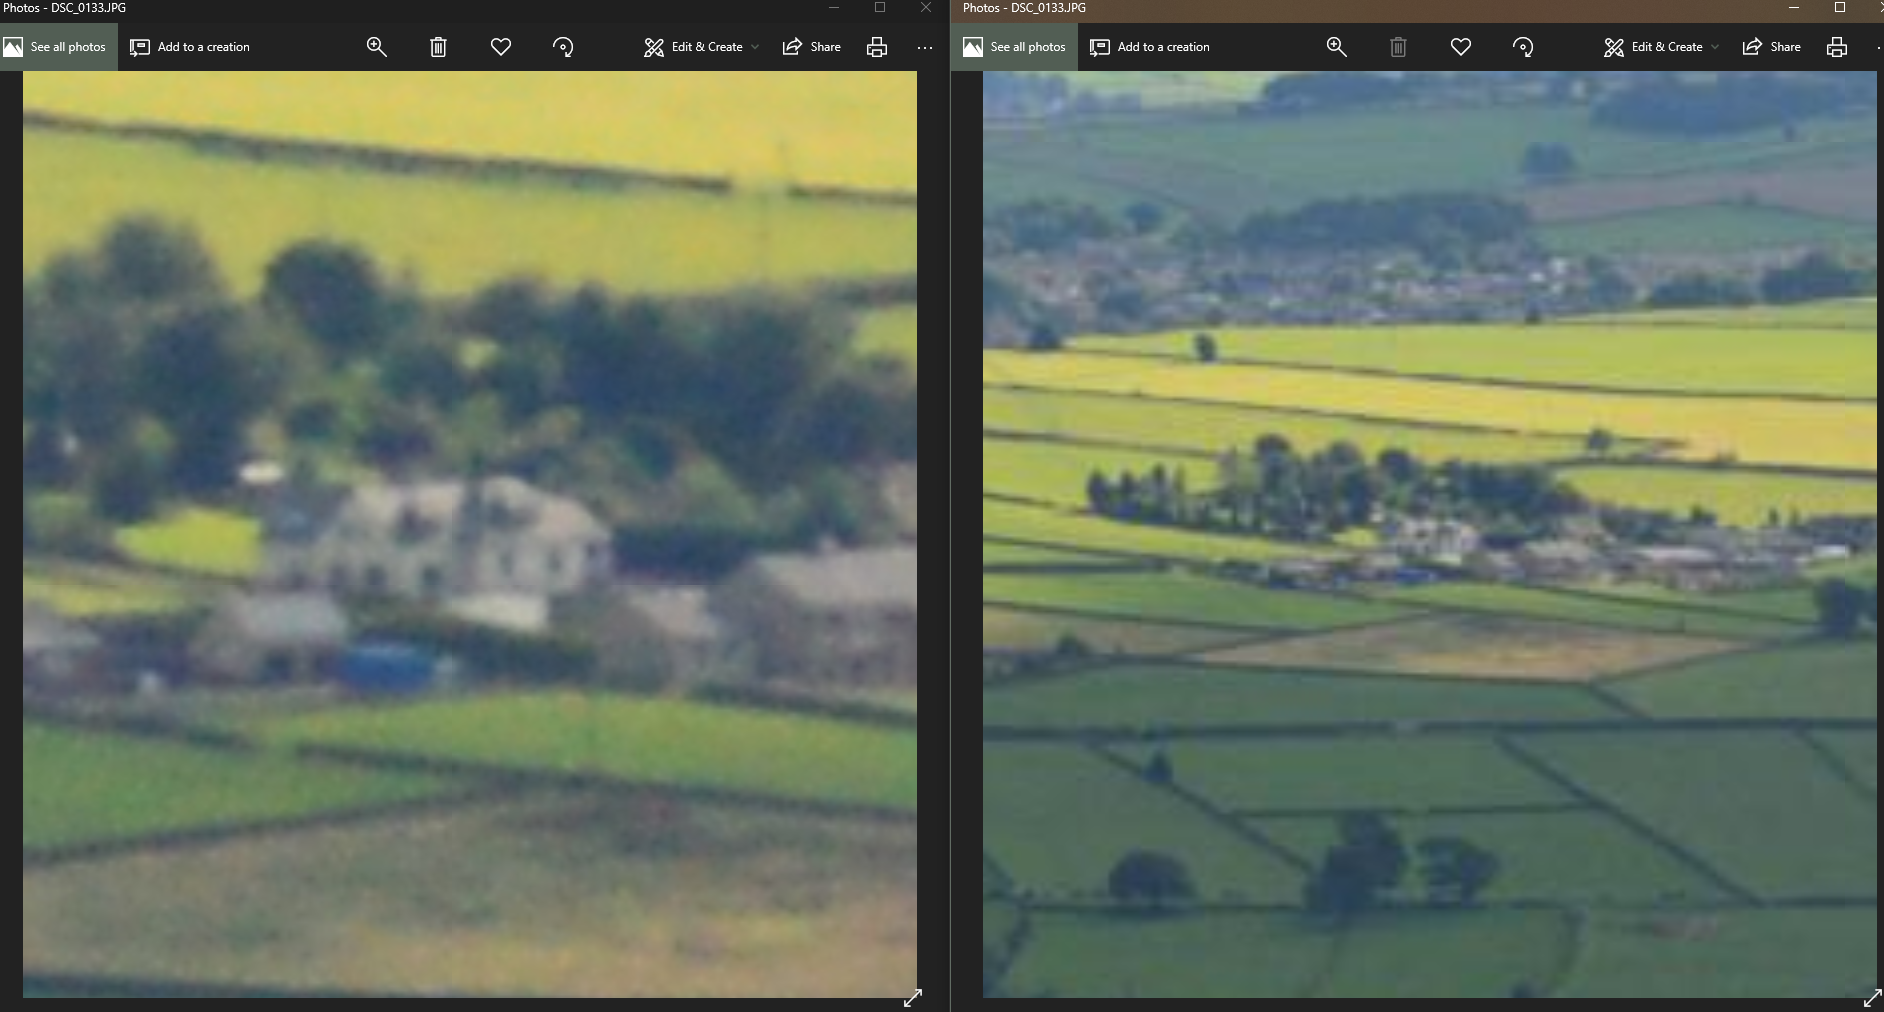 Photos - DSC_0133.JPG
See all photos
Add to a creation
Edit & Create
Share
Photos - DSC_0133.JPG
See all photos
Add to a creation
Edit & Create
Share